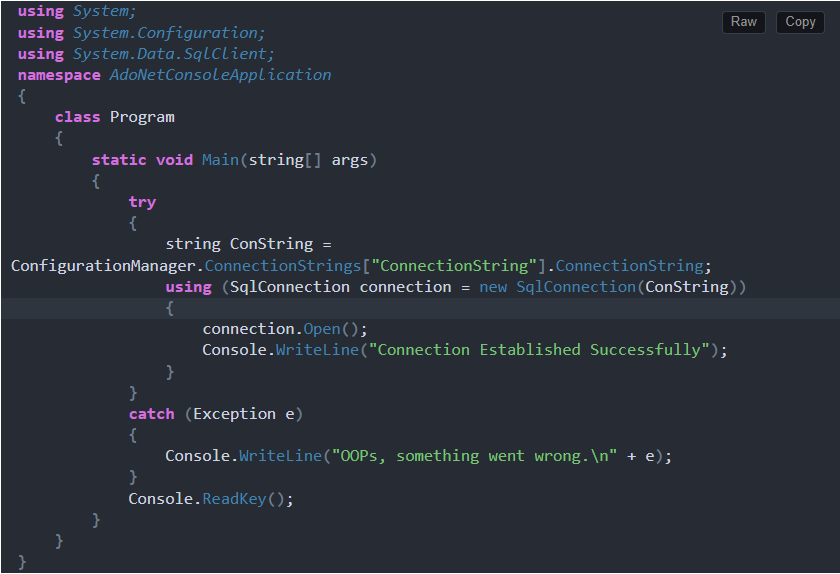 Raw Copy
using System;
using System.Configuration;
using System.Data.SqlClient;
namespace AdoNetConsoleApplication
{
    class Program
    {
        static void Main(string[] args)
        {
            try
            {
                string ConString =
ConfigurationManager.ConnectionStrings["ConnectionString"].ConnectionString;
                using (SqlConnection connection = new SqlConnection(ConString))
                {
                    connection.Open();
                    Console.WriteLine("Connection Established Successfully");
                }
            }
            catch (Exception e)
            {
                Console.WriteLine("OOPs, something went wrong.\n" + e);
            }
            Console.ReadKey();
        }
    }
}